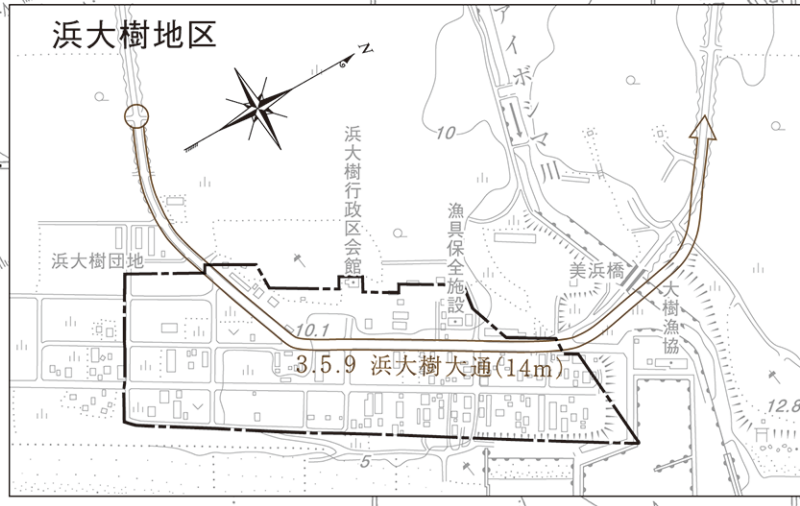 浜大樹地区
N
アイボシマ川
10
浜大樹行政区会館
漁具保全施設
浜大樹団地
美浜橋
大樹漁協
10.1
3.5.9 浜大樹大通(14m)
12.8
5